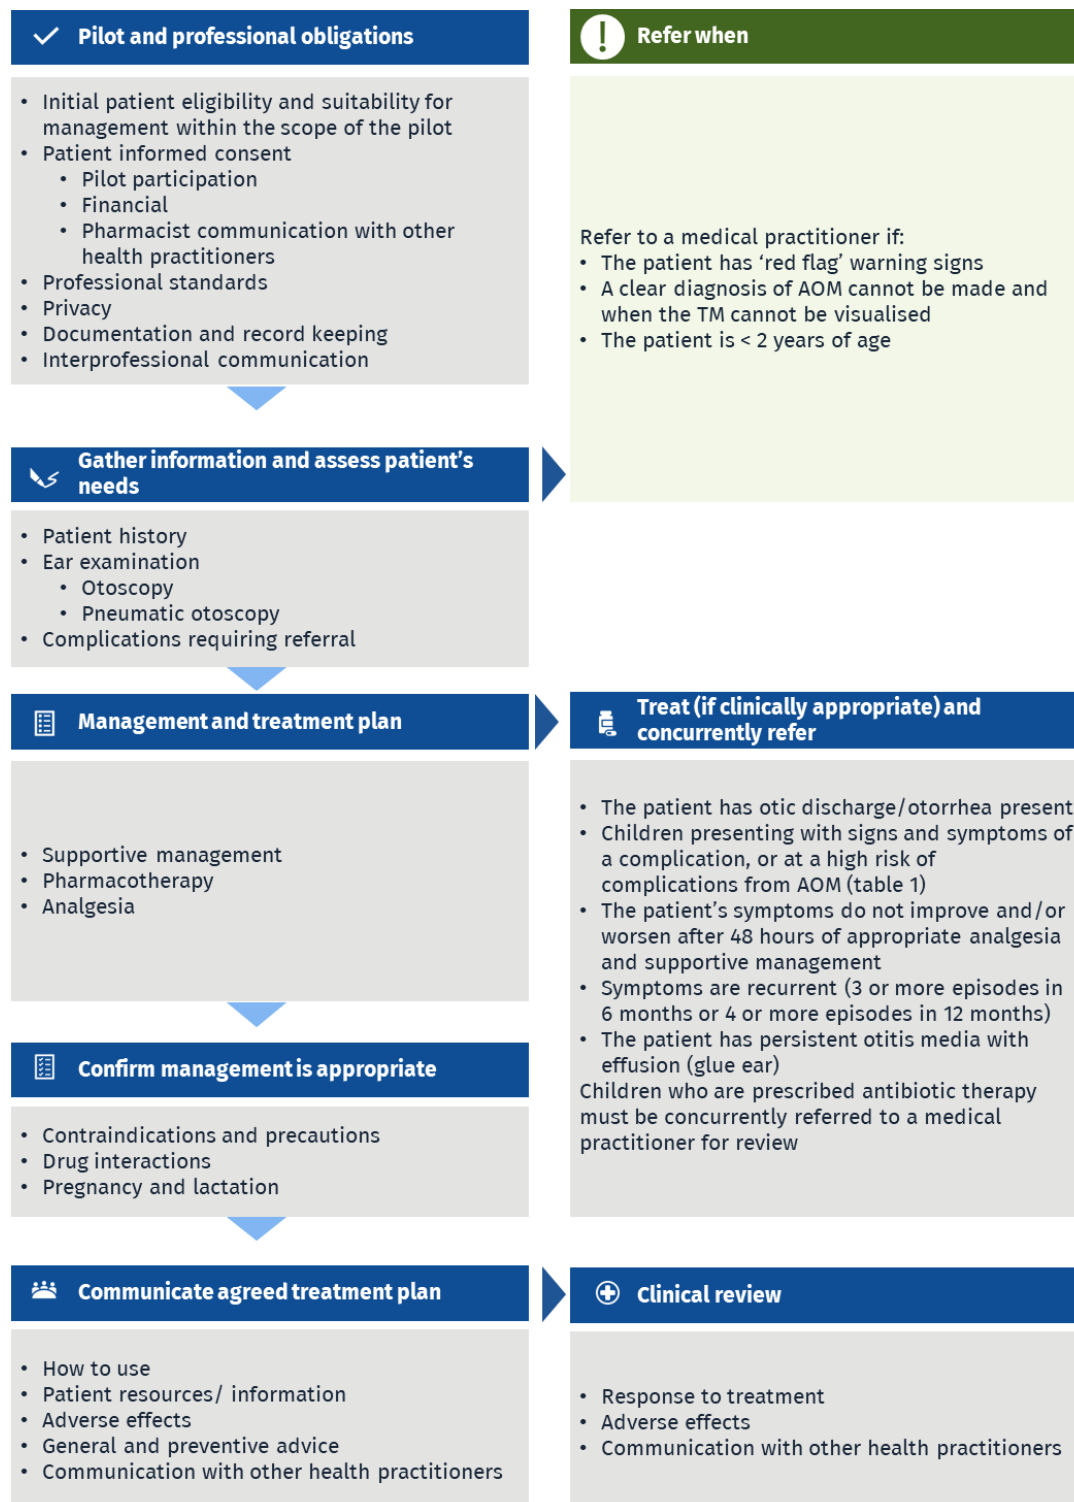 Pilot and professional obligations
• Initial patient eligibility and suitability for
management within the scope of the pilot
• Patient informed consent
• Pilot participation
• Financial
• Pharmacist communication with other
health practitioners
• Professional standards
• Privacy
• Documentation and record keeping
• Interprofessional communication
Refer when
Refer to a medical practitioner if:
• The patient has ‘red flag’ warning signs
• A clear diagnosis of AOM cannot be made and
when the TM cannot be visualised
• The patient is < 2 years of age
Gather information and assess patient’s
needs
• Patient history
• Ear examination
• Otoscopy
• Pneumatic otoscopy
• Complications requiring referral
Management and treatment plan
• Supportive management
• Pharmacotherapy
• Analgesia
Treat (if clinically appropriate) and
concurrently refer
• The patient has otic discharge/otorrhea present
• Children presenting with signs and symptoms of
a complication, or at a high risk of
complications from AOM (table 1)
• The patient’s symptoms do not improve and/or
worsen after 48 hours of appropriate analgesia
and supportive management
• Symptoms are recurrent (3 or more episodes in
6 months or 4 or more episodes in 12 months)
• The patient has persistent otitis media with
effusion (glue ear)
Children who are prescribed antibiotic therapy
must be concurrently referred to a medical
practitioner for review
Confirm management is appropriate
• Contraindications and precautions
• Drug interactions
• Pregnancy and lactation
Communicate agreed treatment plan
• How to use
• Patient resources/ information
• Adverse effects
• General and preventive advice
• Communication with other health practitioners
Clinical review
• Response to treatment
• Adverse effects
• Communication with other health practitioners